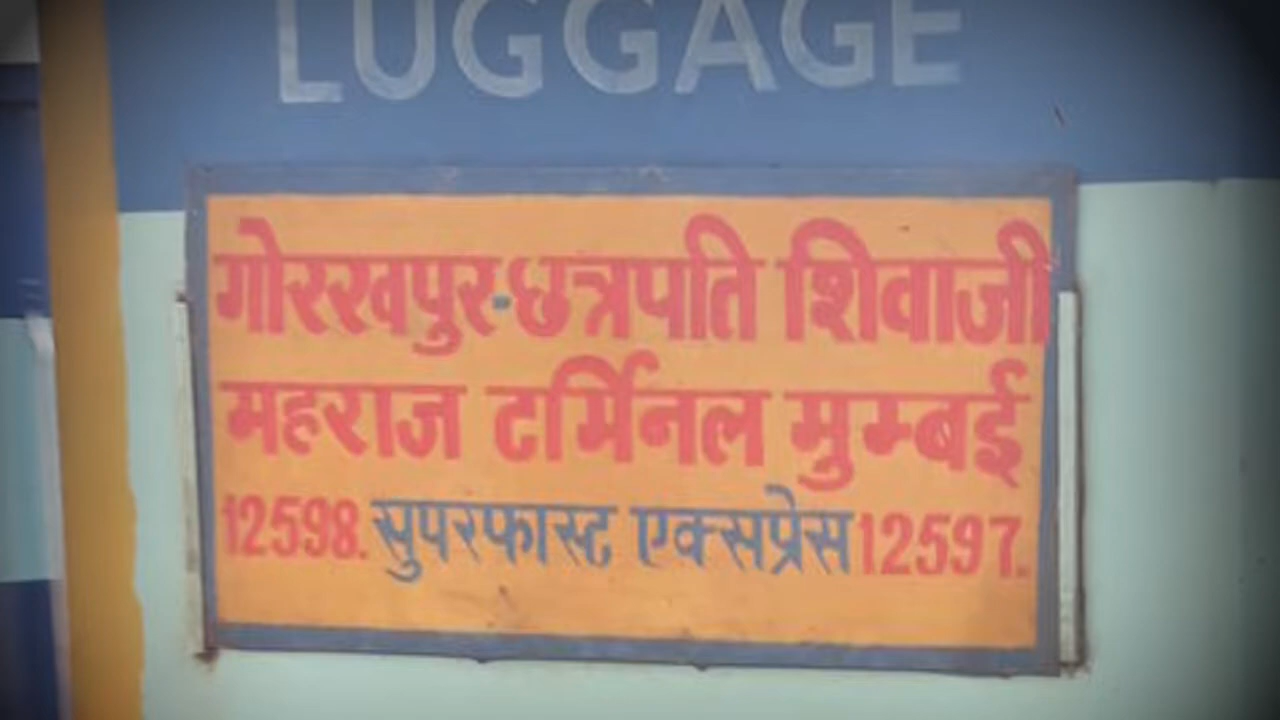 LUGGAGE
गोरखपुर-छत्रपति शिवाजी
महराज टर्मिनल मुम्बई
12598. सुपरफास्ट एक्सप्रेस 12597.